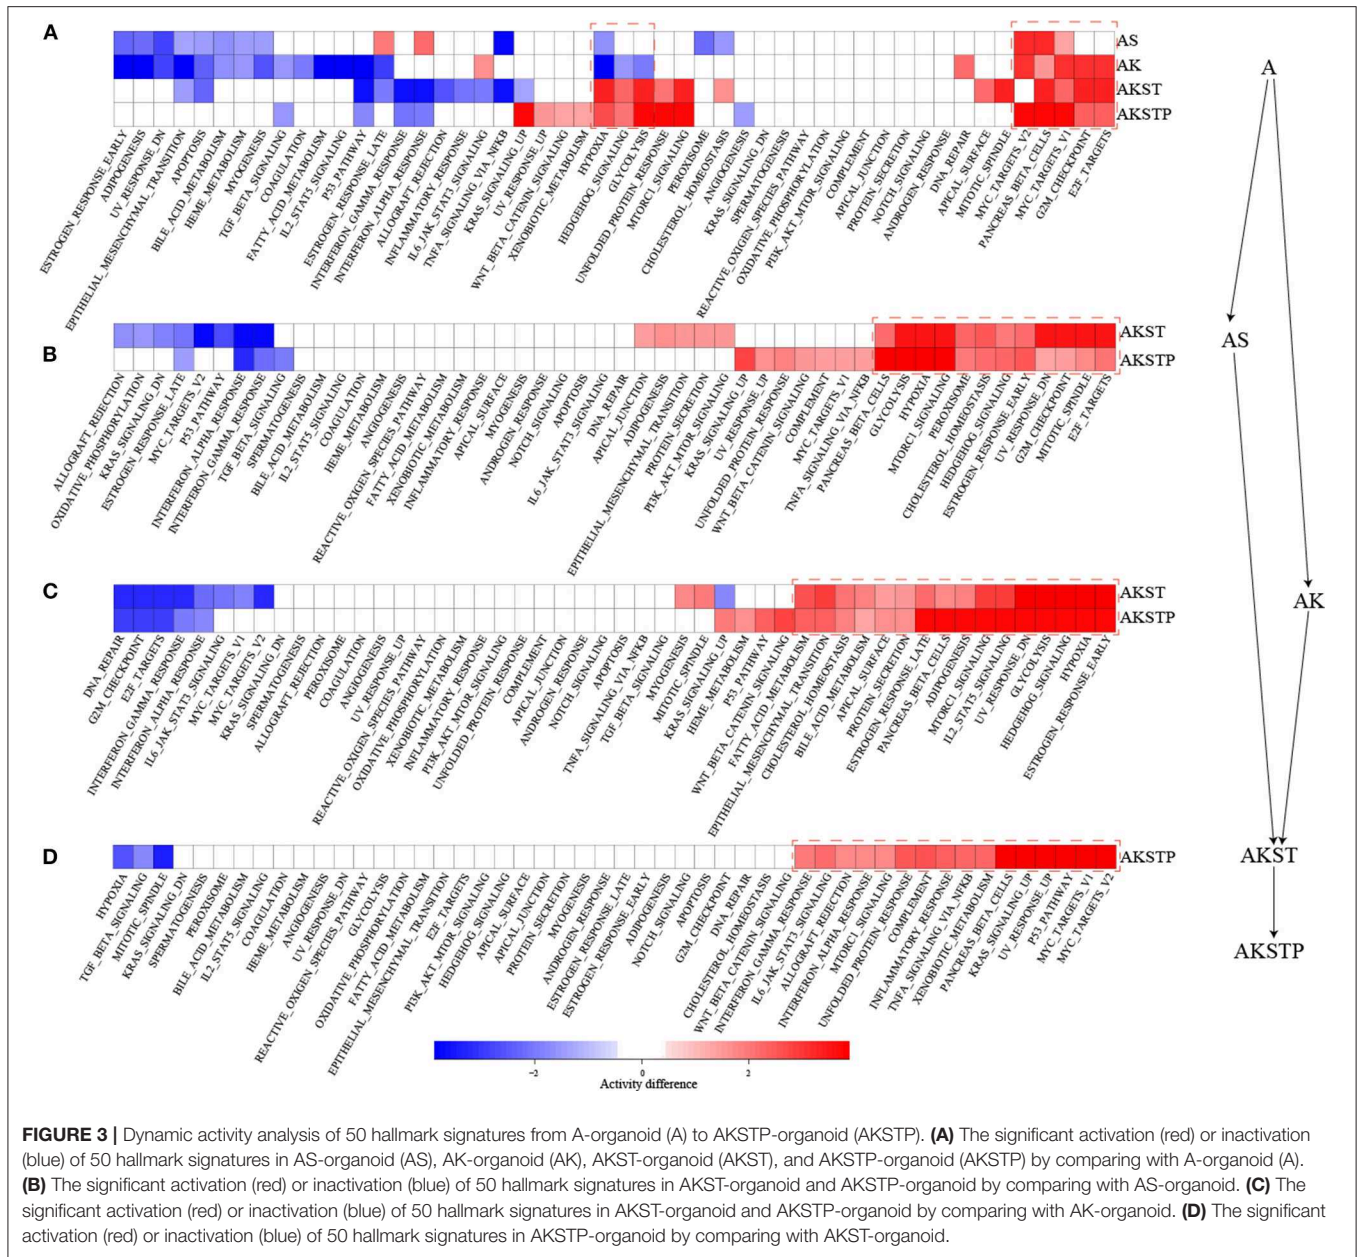 A
AS
AK
AKST
AKSTP
ESTROGEN_RESPONSE_EARLY
ADIPOGENESIS
UV_RESPONSE_DN
EPITHELIAL_MESENCHYMAL_TRANSITION
APOPTOSIS
BILE_ACID_METABOLISM
HEME_METABOLISM
MYOGENESIS
TGF_BETA_SIGNALING
COAGULATION
FATTY_ACID_METABOLISM
IL2_STAT5_SIGNALING
P53_PATHWAY
ESTROGEN_RESPONSE_LATE
INTERFERON_GAMMA_RESPONSE
INTERFERON_ALPHA_RESPONSE
ALLOGRAFT_REJECTION
INFLAMMATORY_RESPONSE
IL6_JAK_STAT3_SIGNALING
TNFA_SIGNALING_VIA_NFKB
KRAS_SIGNALING_UP
UV_RESPONSE_UP
WNT_BETA_CATENIN_SIGNALING
XENOBIOTIC_METABOLISM
HYPOXIA
HEDGEHOG_SIGNALING
GLYCOLYSIS
UNFOLDED_PROTEIN_RESPONSE
MTORC1_SIGNALING
PEROXISOME
CHOLESTEROL_HOMEOSTASIS
ANGIOGENESIS
KRAS_SIGNALING_DN
SPERMATOGENESIS
REACTIVE_OXIGEN_SPECIES_PATHWAY
OXIDATIVE_PHOSPHORYLATION
PI3K_AKT_MTOR_SIGNALING
COMPLEMENT
APICAL_JUNCTION
PROTEIN_SECRETION
NOTCH_SIGNALING
ANDROGEN_RESPONSE
DNA_REPAIR
APICAL_SURFACE
MITOTIC_SPINDLE
MYC_TARGETS_V2
PANCREAS_BETA_CELLS
MYC_TARGETS_V1
G2M_CHECKPOINT
E2F_TARGETS
B
AKST
AKSTP
ALLOGRAFT_REJECTION
OXIDATIVE_PHOSPHORYLATION
KRAS_SIGNALING_DN
ESTROGEN_RESPONSE_LATE
MYC_TARGETS_V2
P53_PATHWAY
INTERFERON_ALPHA_RESPONSE
INTERFERON_GAMMA_RESPONSE
TGF_BETA_SIGNALING
SPERMATOGENESIS
BILE_ACID_METABOLISM
IL2_STAT5_SIGNALING
COAGULATION
HEME_METABOLISM
ANGIOGENESIS
REACTIVE_OXIGEN_SPECIES_PATHWAY
FATTY_ACID_METABOLISM
XENOBIOTIC_METABOLISM
INFLAMMATORY_RESPONSE
APICAL_SURFACE
MYOGENESIS
ANDROGEN_RESPONSE
NOTCH_SIGNALING
APOPTOSIS
IL6_JAK_STAT3_SIGNALING
DNA_REPAIR
APICAL_JUNCTION
ADIPOGENESIS
EPITHELIAL_MESENCHYMAL_TRANSITION
PROTEIN_SECRETION
PI3K_AKT_MTOR_SIGNALING
KRAS_SIGNALING_UP
UV_RESPONSE_UP
UNFOLDED_PROTEIN_RESPONSE
WNT_BETA_CATENIN_SIGNALING
COMPLEMENT
MYC_TARGETS_V1
TNFA_SIGNALING_VIA_NFKB
PANCREAS_BETA_CELLS
GLYCOLYSIS
HYPOXIA
MTORC1_SIGNALING
PEROXISOME
CHOLESTEROL_HOMEOSTASIS
HEDGEHOG_SIGNALING
ESTROGEN_RESPONSE_EARLY
UV_RESPONSE_DN
G2M_CHECKPOINT
MITOTIC_SPINDLE
E2F_TARGETS
C
AKST
AKSTP
DNA_REPAIR
G2M_CHECKPOINT
E2F_TARGETS
INTERFERON_GAMMA_RESPONSE
INTERFERON_ALPHA_RESPONSE
IL6_JAK_STAT3_SIGNALING
MYC_TARGETS_V1
MYC_TARGETS_V2
KRAS_SIGNALING_DN
SPERMATOGENESIS
ALLOGRAFT_REJECTION
PEROXISOME
COAGULATION
ANGIOGENESIS
UV_RESPONSE_UP
REACTIVE_OXIGEN_SPECIES_PATHWAY
OXIDATIVE_PHOSPHORYLATION
XENOBIOTIC_METABOLISM
INFLAMMATORY_RESPONSE
PI3K_AKT_MTOR_SIGNALING
UNFOLDED_PROTEIN_RESPONSE
COMPLEMENT
APICAL_JUNCTION
ANDROGEN_RESPONSE
NOTCH_SIGNALING
APOPTOSIS
TNFA_SIGNALING_VIA_NFKB
TGF_BETA_SIGNALING
MYOGENESIS
MITOTIC_SPINDLE
KRAS_SIGNALING_UP
HEME_METABOLISM
P53_PATHWAY
WNT_BETA_CATENIN_SIGNALING
FATTY_ACID_METABOLISM
EPITHELIAL_MESENCHYMAL_TRANSITION
CHOLESTEROL_HOMEOSTASIS
BILE_ACID_METABOLISM
APICAL_SURFACE
PROTEIN_SECRETION
ESTROGEN_RESPONSE_LATE
PANCREAS_BETA_CELLS
ADIPOGENESIS
MTORC1_SIGNALING
IL2_STAT5_SIGNALING
UV_RESPONSE_DN
GLYCOLYSIS
HEDGEHOG_SIGNALING
HYPOXIA
ESTROGEN_RESPONSE_EARLY
D
AKSTP
HYPOXIA
TGF_BETA_SIGNALING
MITOTIC_SPINDLE
KRAS_SIGNALING_DN
SPERMATOGENESIS
PEROXISOME
BILE_ACID_METABOLISM
IL2_STAT5_SIGNALING
COAGULATION
HEME_METABOLISM
ANGIOGENESIS
UV_RESPONSE_DN
REACTIVE_OXIGEN_SPECIES_PATHWAY
GLYCOLYSIS
OXIDATIVE_PHOSPHORYLATION
FATTY_ACID_METABOLISM
EPITHELIAL_MESENCHYMAL_TRANSITION
E2F_TARGETS
PI3K_AKT_MTOR_SIGNALING
HEDGEHOG_SIGNALING
APICAL_SURFACE
APICAL_JUNCTION
PROTEIN_SECRETION
MYOGENESIS
ANDROGEN_RESPONSE
ESTROGEN_RESPONSE_LATE
ESTROGEN_RESPONSE_EARLY
ADIPOGENESIS
NOTCH_SIGNALING
APOPTOSIS
G2M_CHECKPOINT
DNA_REPAIR
CHOLESTEROL_HOMEOSTASIS
WNT_BETA_CATENIN_SIGNALING
INTERFERON_GAMMA_RESPONSE
IL6_JAK_STAT3_SIGNALING
ALLOGRAFT_REJECTION
INTERFERON_ALPHA_RESPONSE
MTORC1_SIGNALING
UNFOLDED_PROTEIN_RESPONSE
COMPLEMENT
INFLAMMATORY_RESPONSE
TNFA_SIGNALING_VIA_NFKB
XENOBIOTIC_METABOLISM
PANCREAS_BETA_CELLS
KRAS_SIGNALING_UP
UV_RESPONSE_UP
P53_PATHWAY
MYC_TARGETS_V1
MYC_TARGETS_V2
−2 0 2
Activity difference
A
AS
AK
AKST
AKSTP
FIGURE 3 | Dynamic activity analysis of 50 hallmark signatures from A-organoid (A) to AKSTP-organoid (AKSTP). (A) The significant activation (red) or inactivation
(blue) of 50 hallmark signatures in AS-organoid (AS), AK-organoid (AK), AKST-organoid (AKST), and AKSTP-organoid (AKSTP) by comparing with A-organoid (A).
(B) The significant activation (red) or inactivation (blue) of 50 hallmark signatures in AKST-organoid and AKSTP-organoid by comparing with AS-organoid. (C) The
significant activation (red) or inactivation (blue) of 50 hallmark signatures in AKST-organoid and AKSTP-organoid by comparing with AK-organoid. (D) The significant
activation (red) or inactivation (blue) of 50 hallmark signatures in AKSTP-organoid by comparing with AKST-organoid.